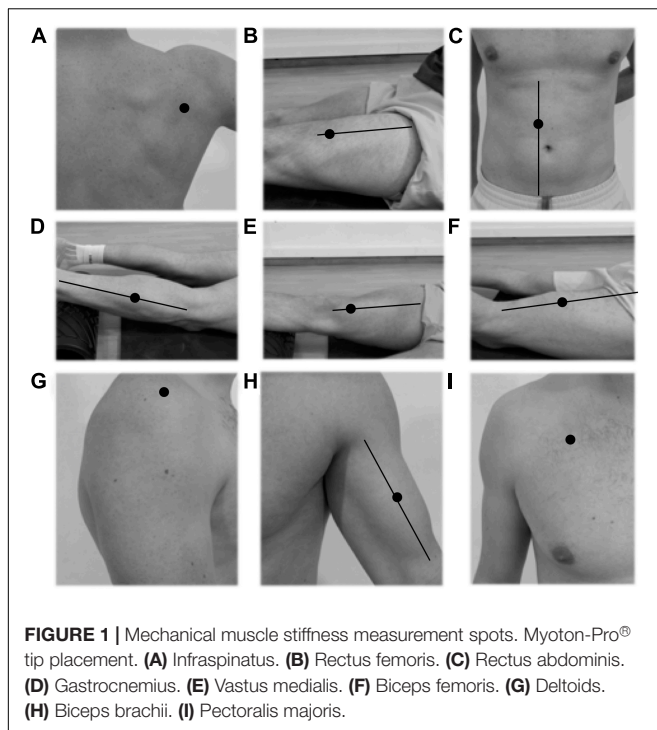 A B C
D E F
G H I
FIGURE 1 | Mechanical muscle stiffness measurement spots. Myoton-Pro®
tip placement. (A) Infraspinatus. (B) Rectus femoris. (C) Rectus abdominis.
(D) Gastrocnemius. (E) Vastus medialis. (F) Biceps femoris. (G) Deltoids.
(H) Biceps brachii. (I) Pectoralis majoris.